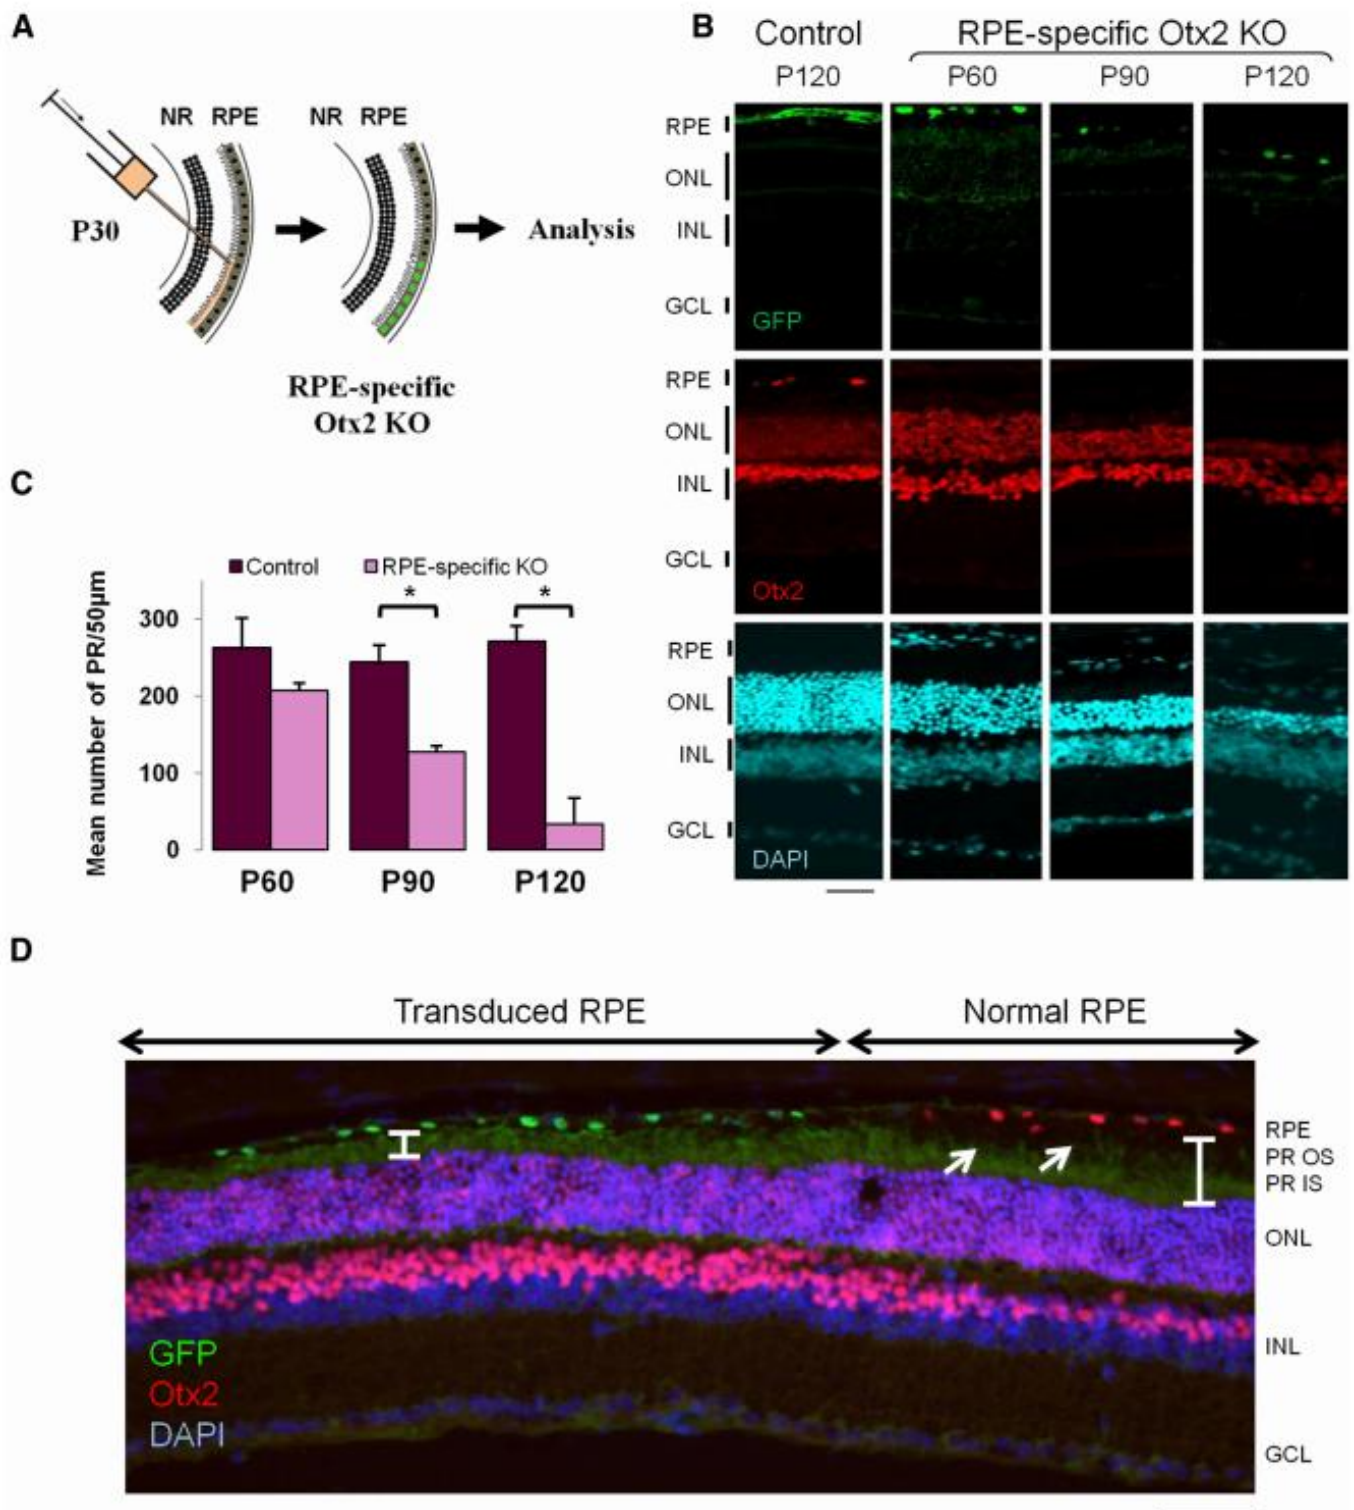 A
NR RPE
NR RPE
P30
Analysis
RPE-specific
Otx2 KO
B
Control
RPE-specific Otx2 KO
P120
P60
P90
P120
RPE
ONL
INL
GCL
GFP
RPE
ONL
INL
GCL
Otx2
RPE
ONL
INL
GCL
DAPI
C
Control
RPE-specific KO
Mean number of PR/50µm
300
200
100
0
*
*
P60
P90
P120
D
Transduced RPE
Normal RPE
RPE
PR OS
PR IS
ONL
INL
GCL
GFP
Otx2
DAPI